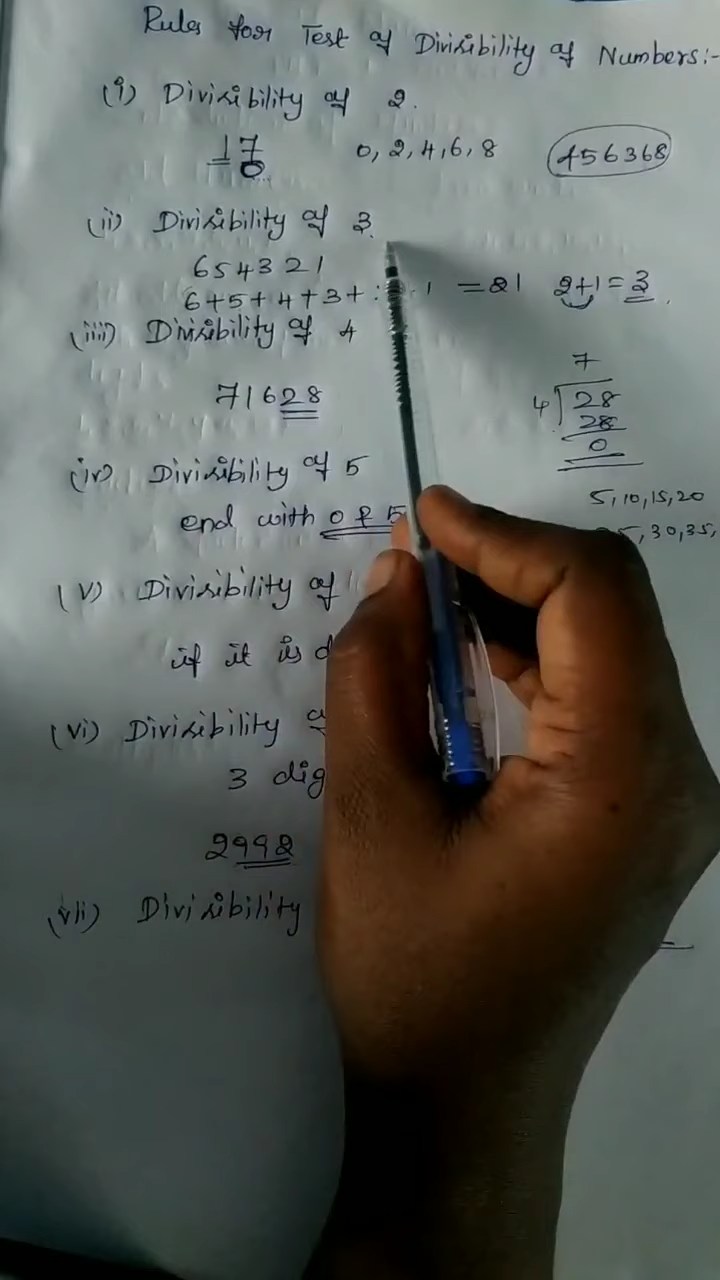 Rules for Test of Divisibility of Numbers:-
(i) Divisibility of 2.
17 0, 2, 4, 6, 8 456368
0
(ii) Divisibility of 3.
654321
6+5+4+3+ 1 = 21 2+1 = 3.
(iii) Divisibility of 4
7
71628 4 28
28
0
(iv) Divisibility of 5
5, 10, 15, 20
end with 0 & 5 5, 30, 35,
(v) Divisibility of
if it is d
(vi) Divisibility
3 dig
2992
(vii) Divisibility